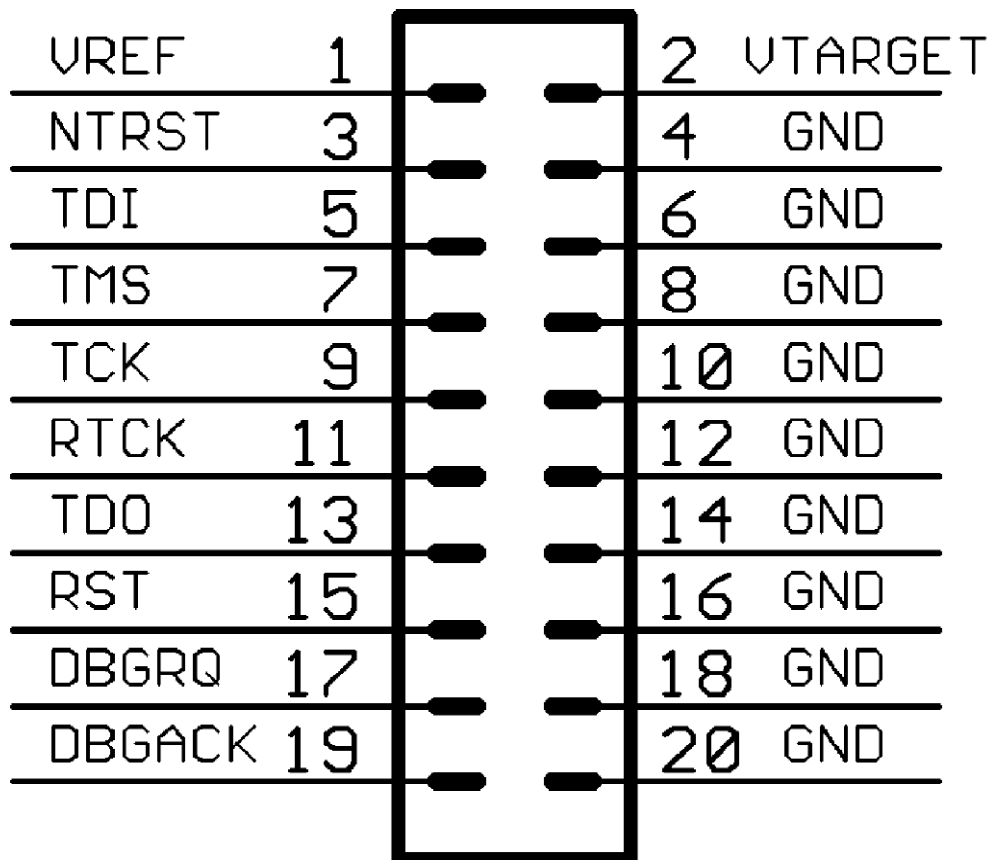 VREF 1 2 VTARGET
NTRST 3 4 GND
TDI 5 6 GND
TMS 7 8 GND
TCK 9 10 GND
RTCK 11 12 GND
TDO 13 14 GND
RST 15 16 GND
DBGRQ 17 18 GND
DBGACK 19 20 GND